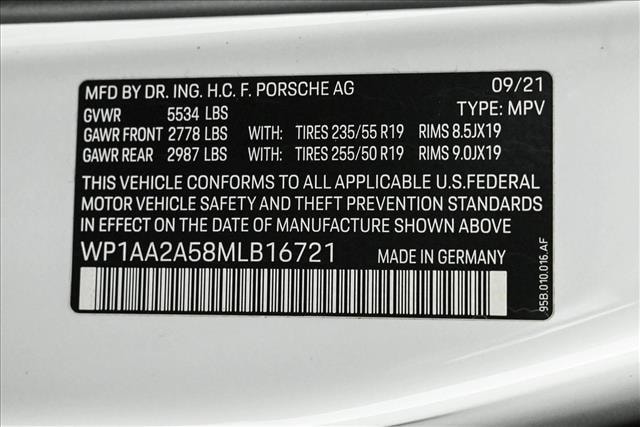 MFD BY DR. ING. H.C. F. PORSCHE AG 09/21
GVWR 5534 LBS TYPE: MPV
GAWR FRONT 2778 LBS WITH: TIRES 235/55 R19 RIMS 8.5JX19
GAWR REAR 2987 LBS WITH: TIRES 255/50 R19 RIMS 9.0JX19
THIS VEHICLE CONFORMS TO ALL APPLICABLE U.S.FEDERAL
MOTOR VEHICLE SAFETY AND THEFT PREVENTION STANDARDS
IN EFFECT ON THE DATE OF MANUFACTURE SHOWN ABOVE
WP1AA2A58MLB16721 MADE IN GERMANY
95B.010.016.AF